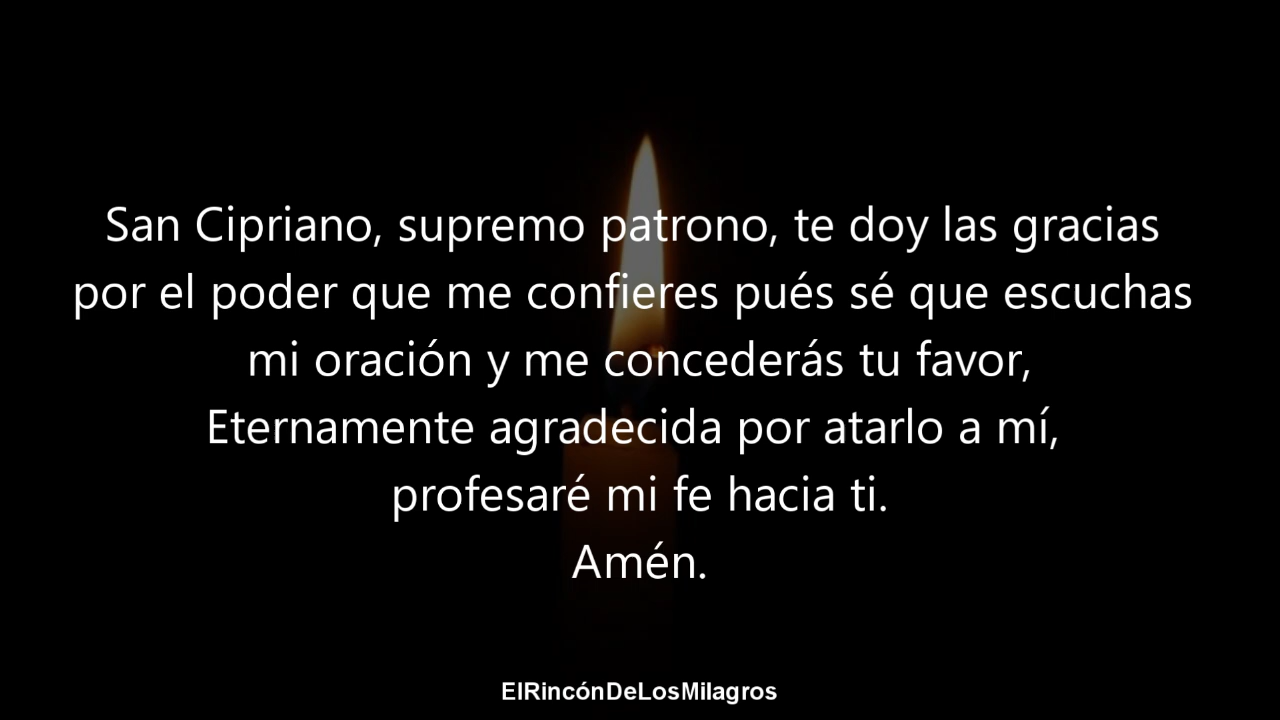 San Cipriano, supremo patrono, te doy las gracias
por el poder que me confieres pués sé que escuchas
mi oración y me concederás tu favor,
Eternamente agradecida por atarlo a mí,
profesaré mi fe hacia ti.
Amén.
ElRincónDeLosMilagros